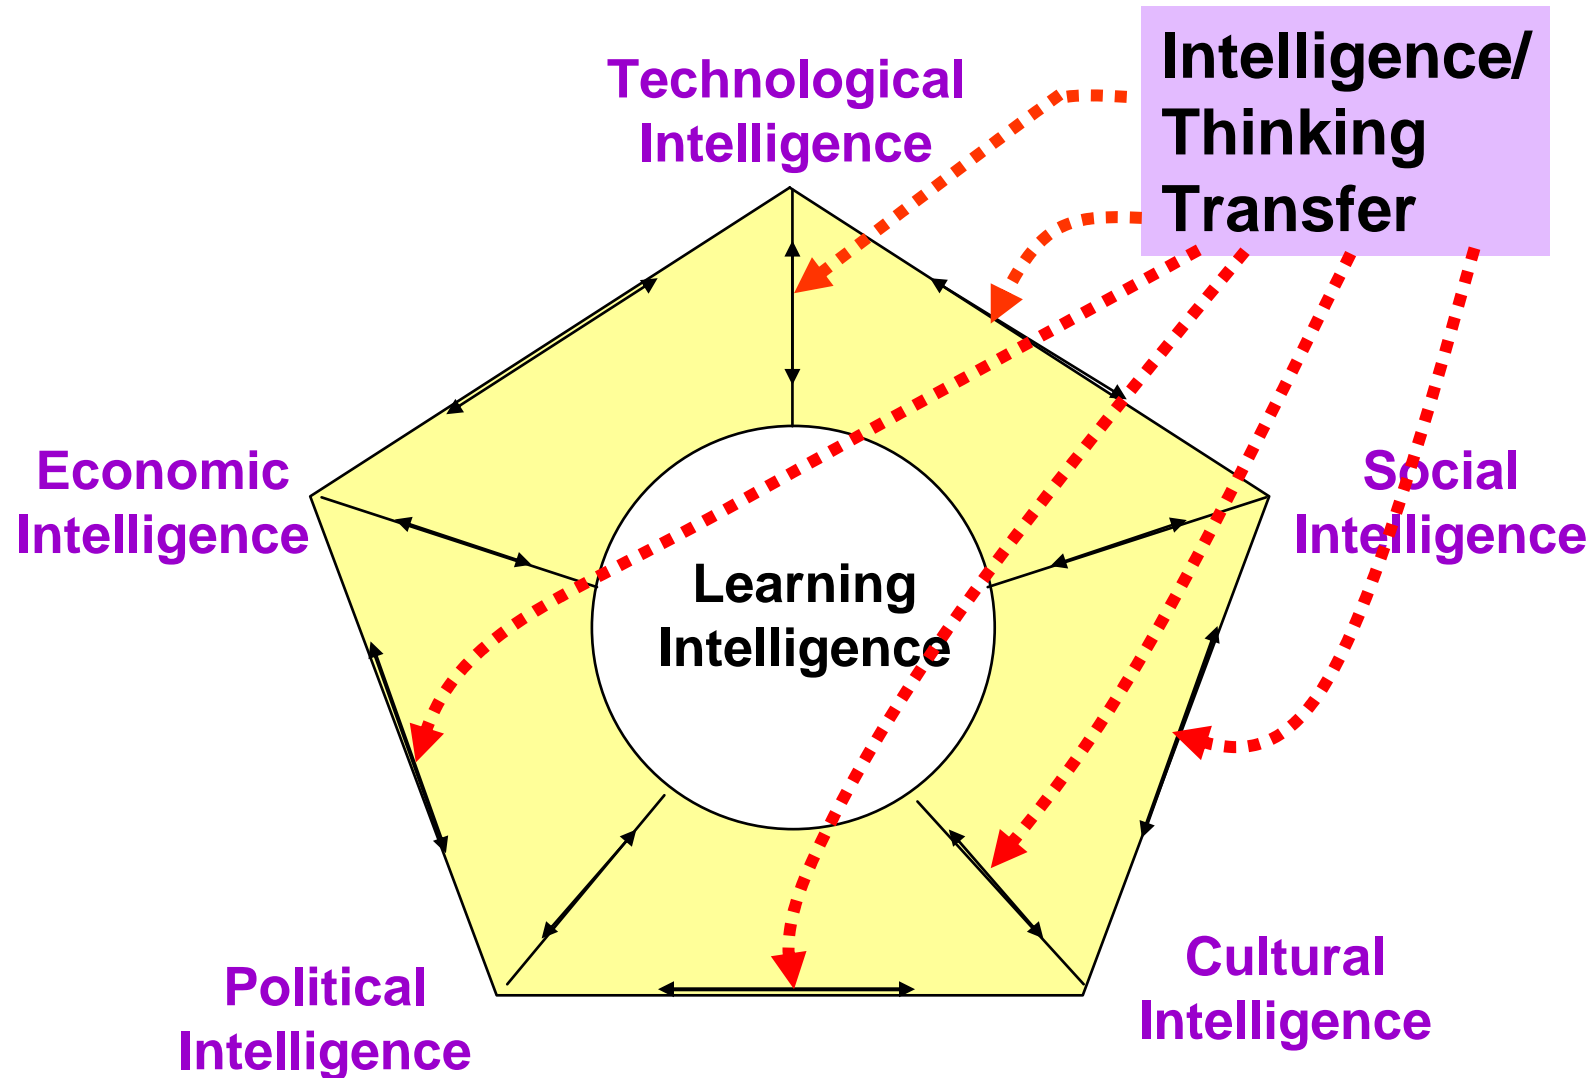 Technological
Intelligence
Intelligence/
Thinking
Transfer
Economic
Intelligence
Social
Intelligence
Learning
Intelligence
Political
Intelligence
Cultural
Intelligence